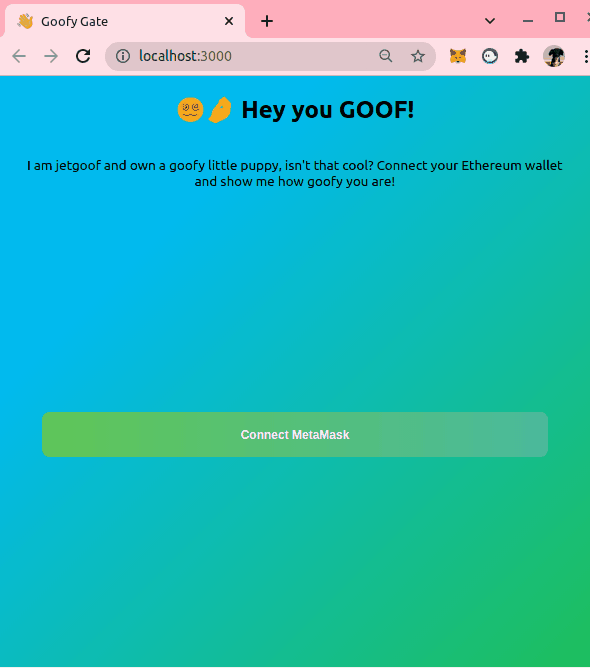 Goofy Gate
localhost:3000
Hey you GOOF!
I am jetgoof and own a goofy little puppy, isn't that cool? Connect your Ethereum wallet
and show me how goofy you are!
Connect MetaMask